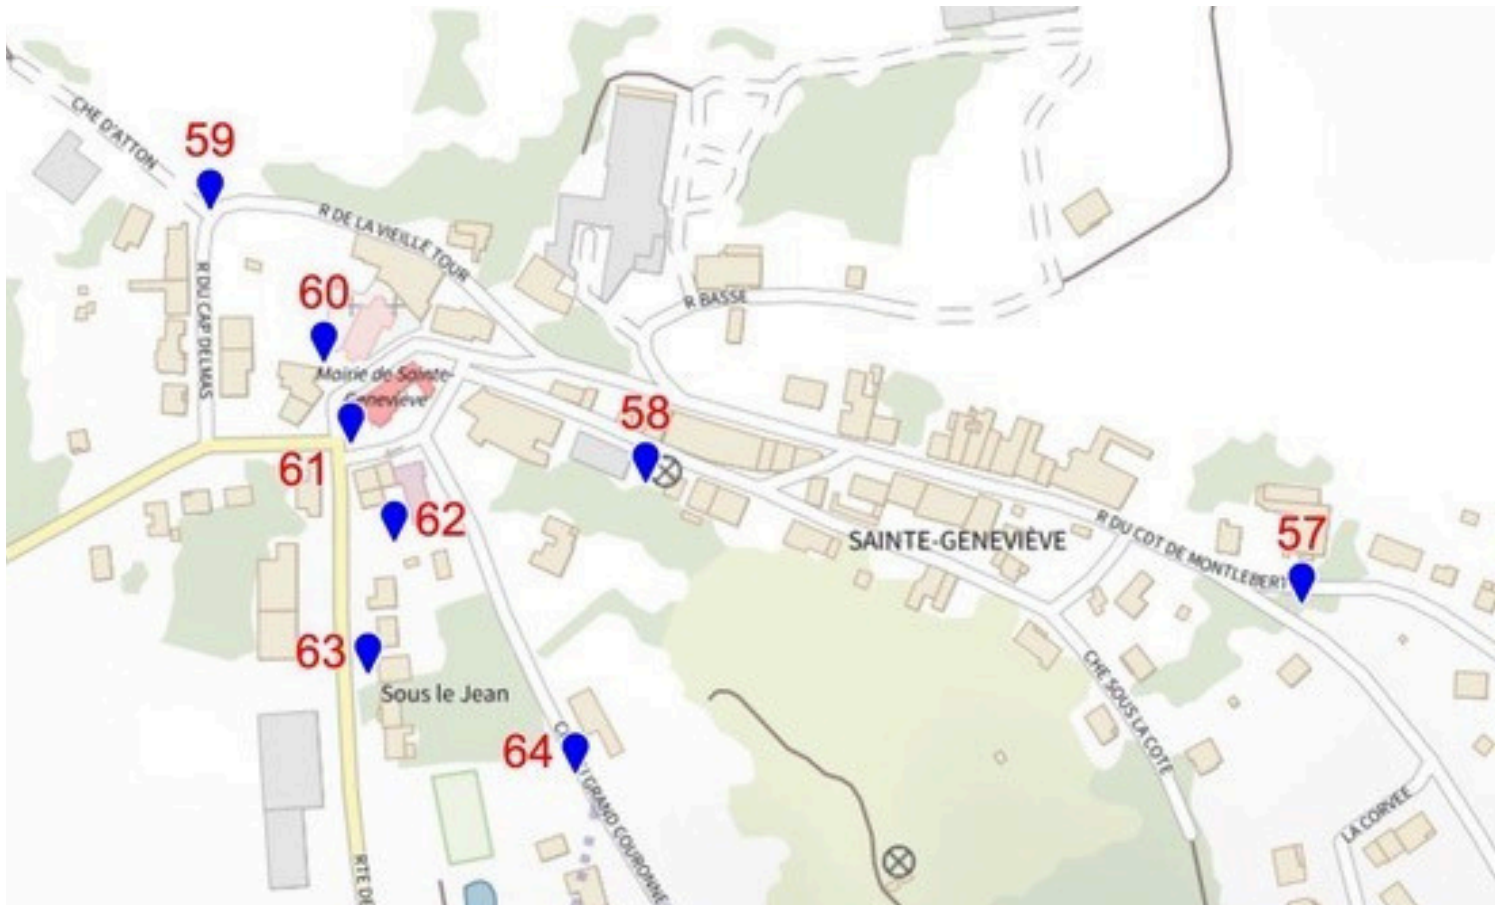 CHE D'ATTON
59
R DE LA VIEILLE TOUR
R DU CAP DELMAS
60
R BASSE
Mairie de Sainte-
Geneviève
58
61
62
SAINTE-GENEVIÈVE
R DU CDT DE MONTLEBERT
57
63
Sous le Jean
CHE SOUS LA COTE
64
GRAND COURONNE
LA CORVEE
RTE DE